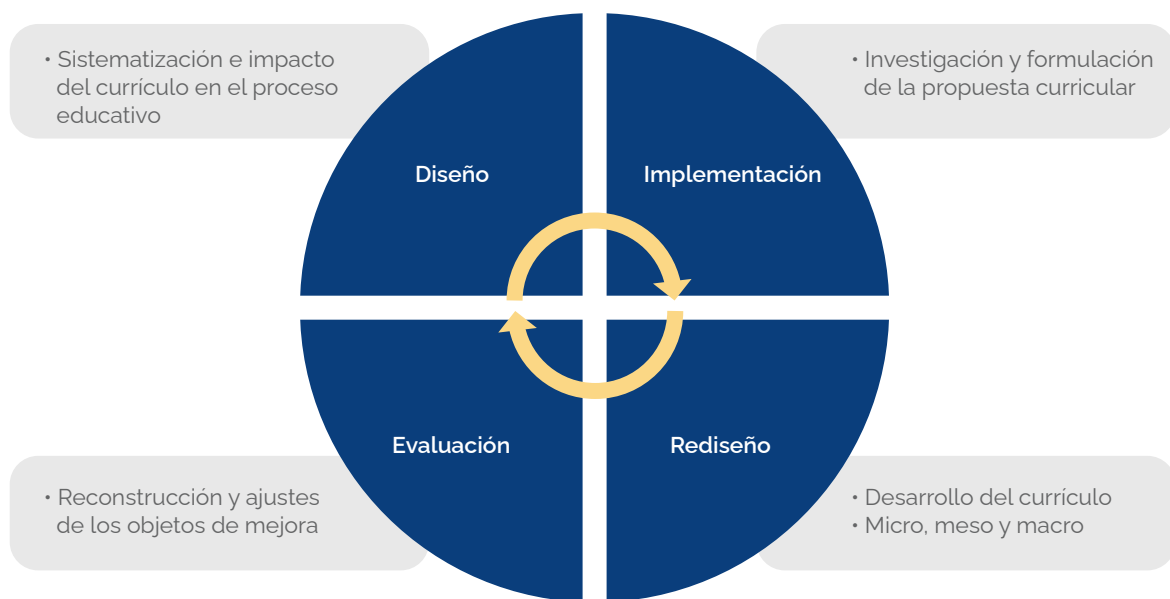 • Sistematización e impacto
del currículo en el proceso
educativo
• Investigación y formulación
de la propuesta curricular
Diseño
Implementación
Evaluación
Rediseño
• Reconstrucción y ajustes
de los objetos de mejora
• Desarrollo del currículo
• Micro, meso y macro